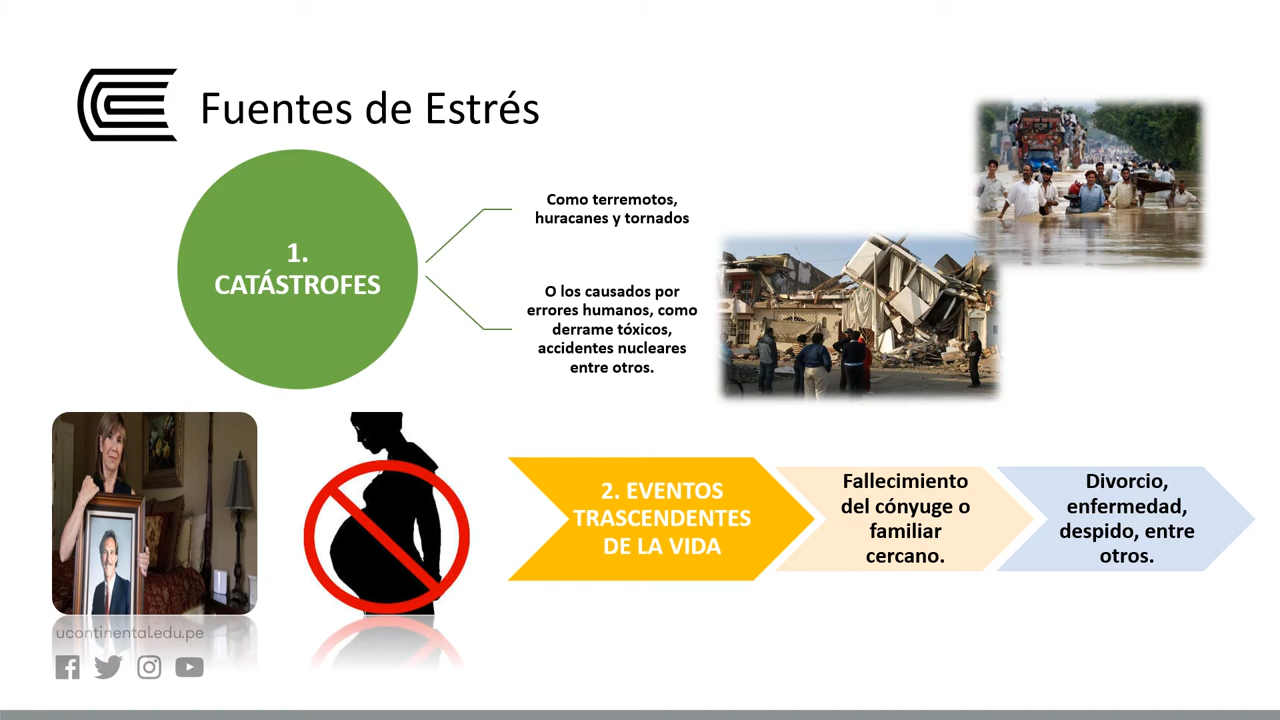 Fuentes de Estrés
1.
CATÁSTROFES
Como terremotos,
huracanes y tornados
O los causados por
errores humanos, como
derrame tóxicos,
accidentes nucleares
entre otros.
2. EVENTOS
TRASCENDENTES
DE LA VIDA
Fallecimiento
del cónyuge o
familiar
cercano.
Divorcio,
enfermedad,
despido, entre
otros.
ucontinental.edu.pe